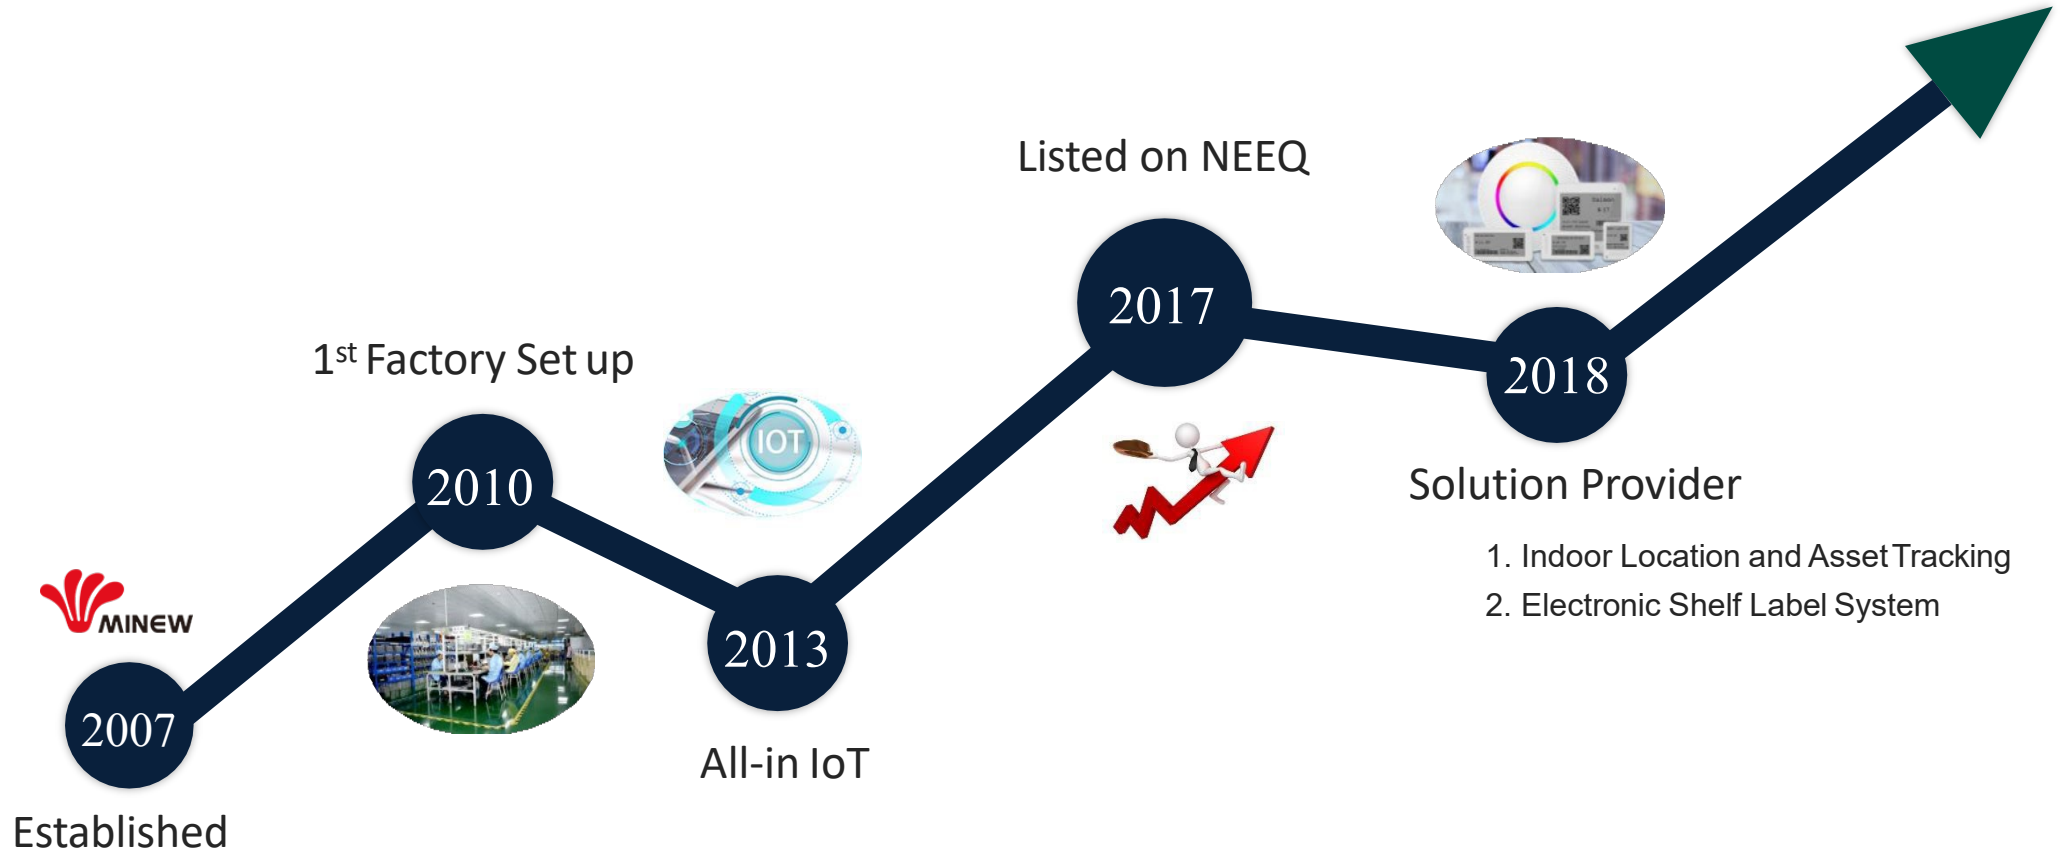 MINEW
2007
Established
1st Factory Set up
2010
IOT
2013
All-in IoT
Listed on NEEQ
2017
2018
Solution Provider
1. Indoor Location and Asset Tracking
2. Electronic Shelf Label System